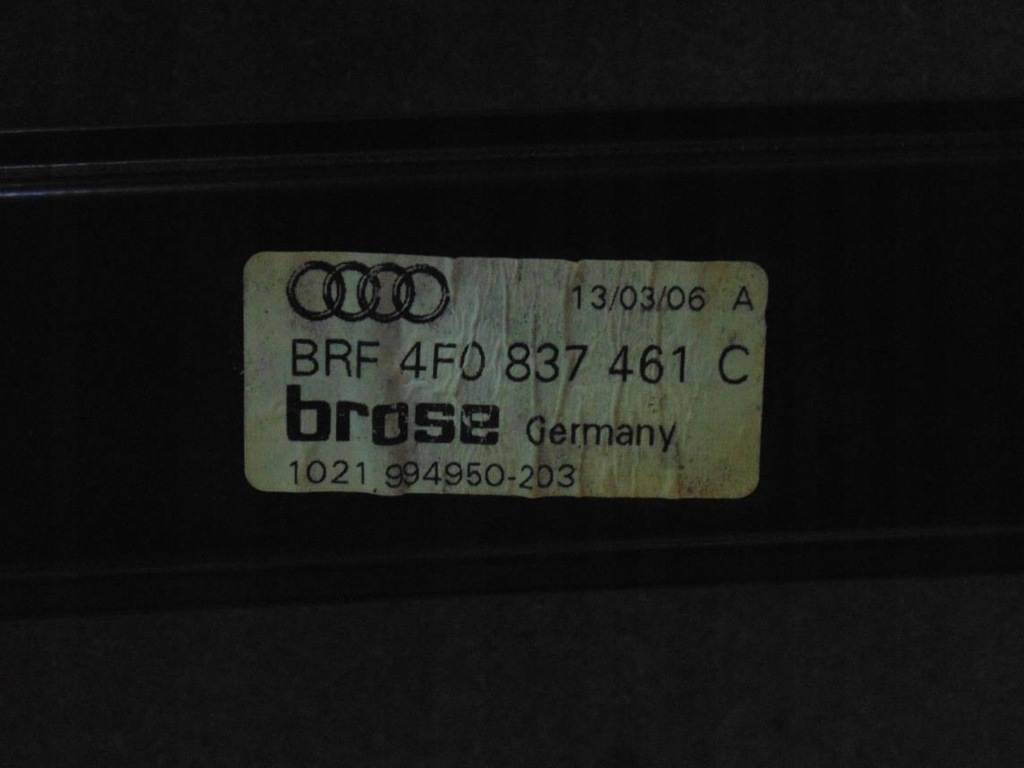 13/03/06 A
BRF 4F0 837 461 C
brose Germany
1021 994950-203